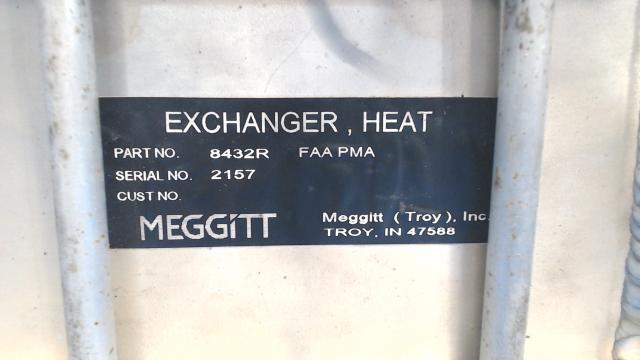 EXCHANGER , HEAT
PART NO. 8432R FAA PMA
SERIAL NO. 2157
CUST NO.
MEGGITT
Meggitt ( Troy ), Inc.
TROY, IN 47588